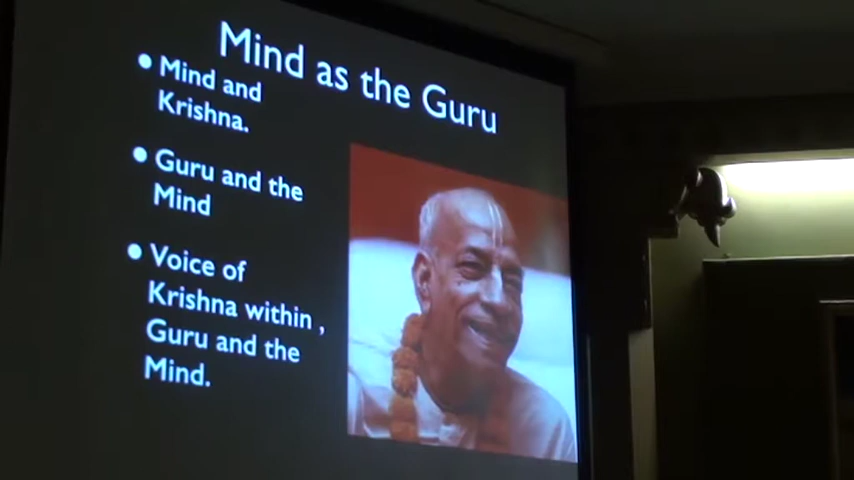 Mind as the Guru
• Mind and
Krishna.
• Guru and the
Mind
• Voice of
Krishna within ,
Guru and the
Mind.